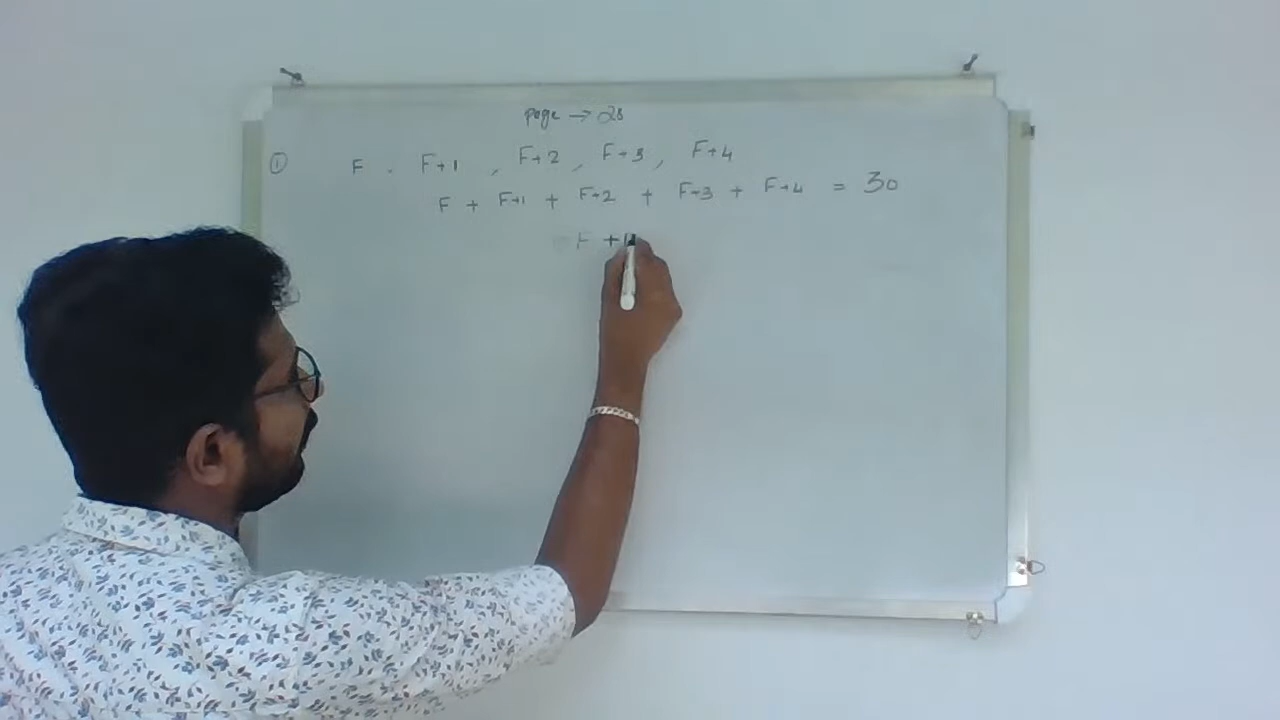 page → 28
① F , F+1 , F+2 , F+3 , F+4
F + F+1 + F+2 + F+3 + F+4 = 30
F +